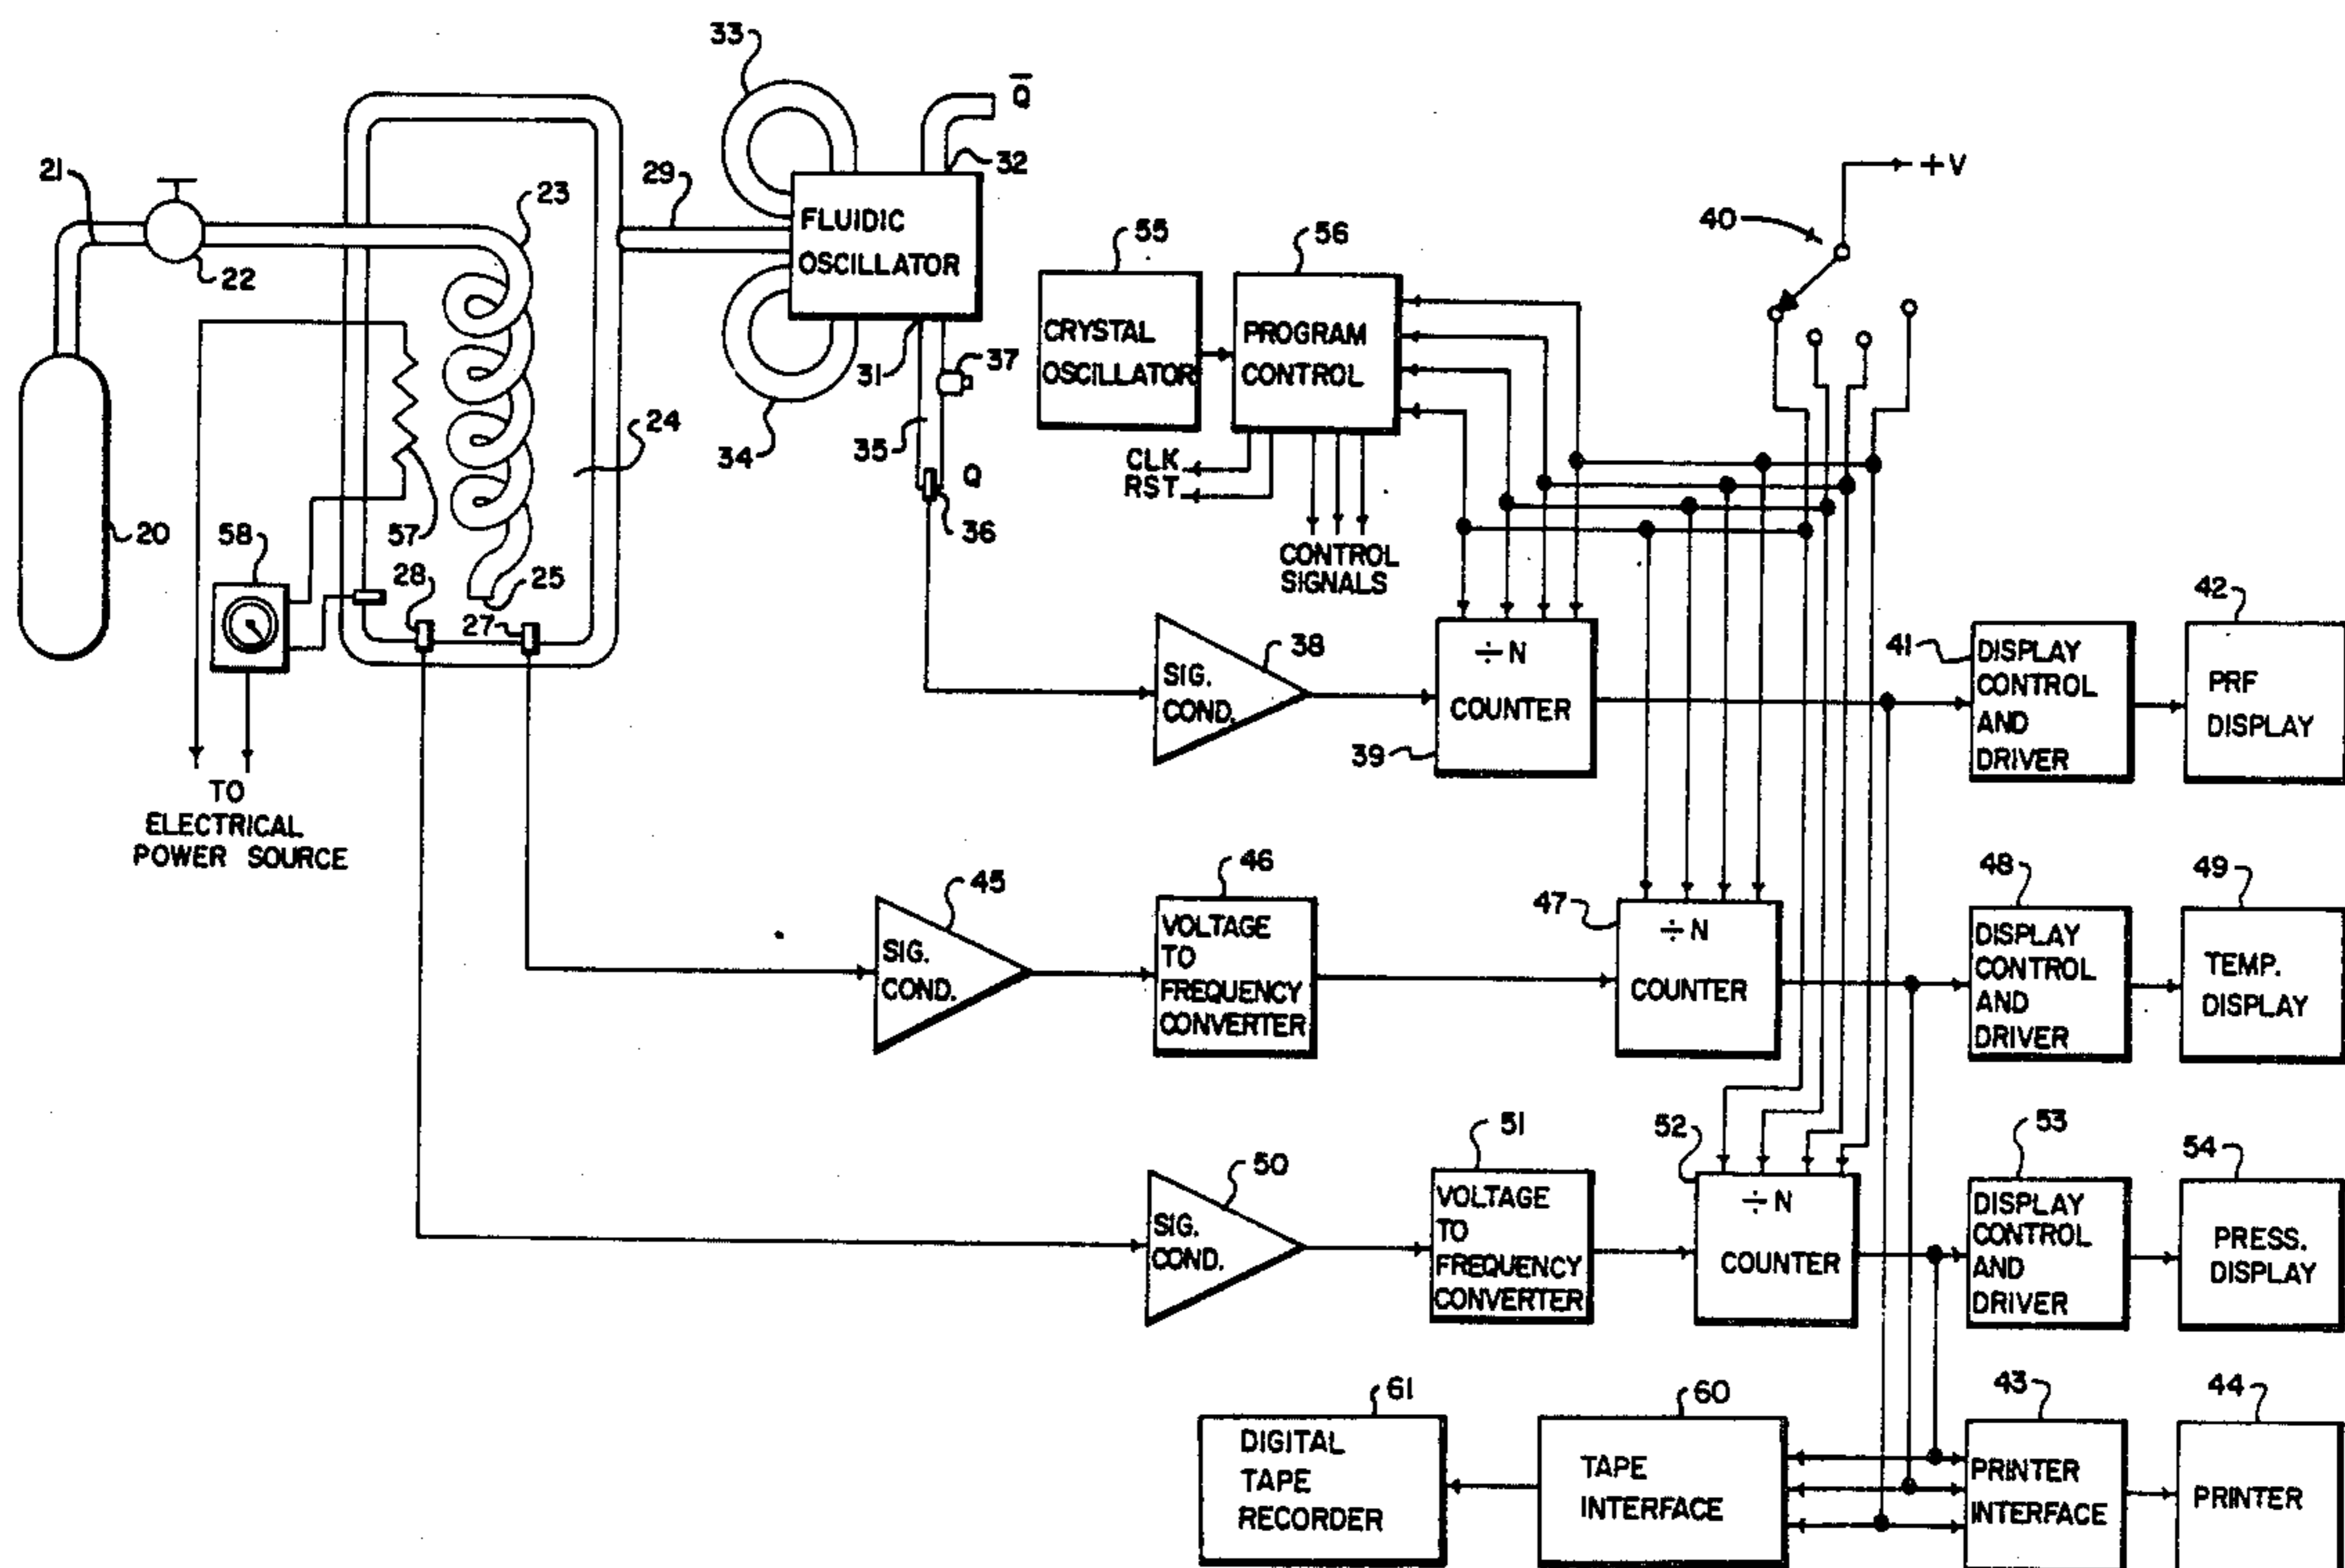 33
Q̅
32
21
29
23
FLUIDIC
OSCILLATOR
22
+V
40
55
56
CRYSTAL
OSCILLATOR
PROGRAM
CONTROL
37
31
24
34
35
Q
36
CLK
RST
CONTROL
SIGNALS
20
58
57
28
25
27
TO
ELECTRICAL
POWER SOURCE
38
SIG.
COND.
÷N
COUNTER
39
41
DISPLAY
CONTROL
AND
DRIVER
42
PRF
DISPLAY
45
SIG.
COND.
46
VOLTAGE
TO
FREQUENCY
CONVERTER
47
÷N
COUNTER
48
DISPLAY
CONTROL
AND
DRIVER
49
TEMP.
DISPLAY
50
SIG.
COND.
51
VOLTAGE
TO
FREQUENCY
CONVERTER
52
÷N
COUNTER
53
DISPLAY
CONTROL
AND
DRIVER
54
PRESS.
DISPLAY
61
DIGITAL
TAPE
RECORDER
60
TAPE
INTERFACE
43
PRINTER
INTERFACE
44
PRINTER